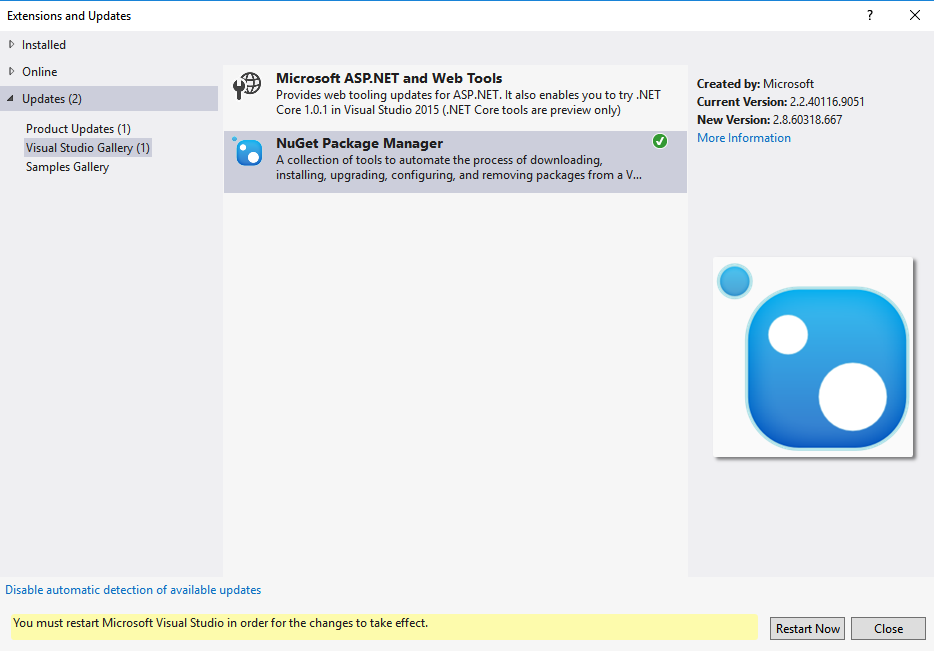 Extensions and Updates
?
Installed
Online
Updates (2)
Product Updates (1)
Visual Studio Gallery (1)
Samples Gallery
Microsoft ASP.NET and Web Tools
Provides web tooling updates for ASP.NET. It also enables you to try .NET
Core 1.0.1 in Visual Studio 2015 (.NET Core tools are preview only)
NuGet Package Manager
A collection of tools to automate the process of downloading,
installing, upgrading, configuring, and removing packages from a V...
Created by: Microsoft
Current Version: 2.2.40116.9051
New Version: 2.8.60318.667
More Information
Disable automatic detection of available updates
You must restart Microsoft Visual Studio in order for the changes to take effect.
Restart Now
Close